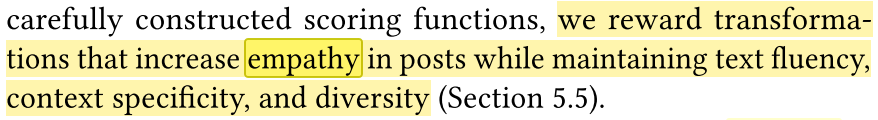 carefully constructed scoring functions, we reward transforma-
tions that increase empathy in posts while maintaining text fluency,
context specificity, and diversity (Section 5.5).